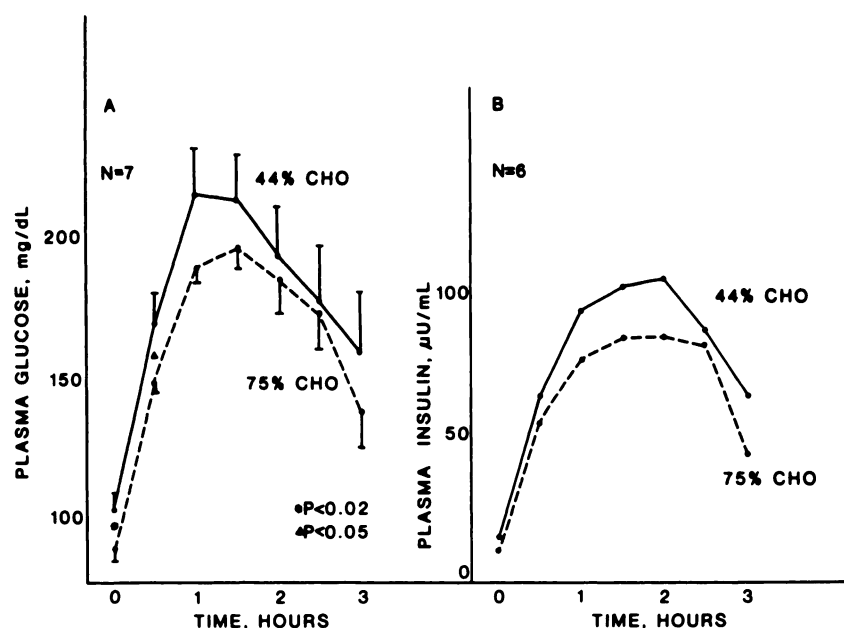 A
N=7
44% CHO
75% CHO
•P<0.02
▲P<0.05
PLASMA GLUCOSE, mg/dL
200
150
100
0 1 2 3
TIME, HOURS
B
N=6
44% CHO
75% CHO
PLASMA INSULIN, μU/mL
100
50
0
0 1 2 3
TIME, HOURS